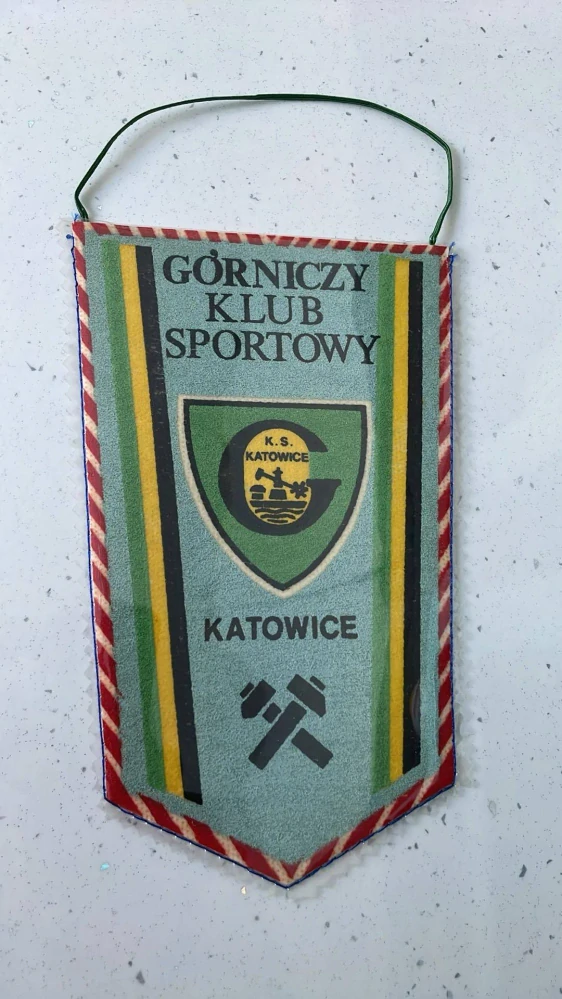 GÓRNICZY
KLUB
SPORTOWY
K. S.
KATOWICE
G
KATOWICE